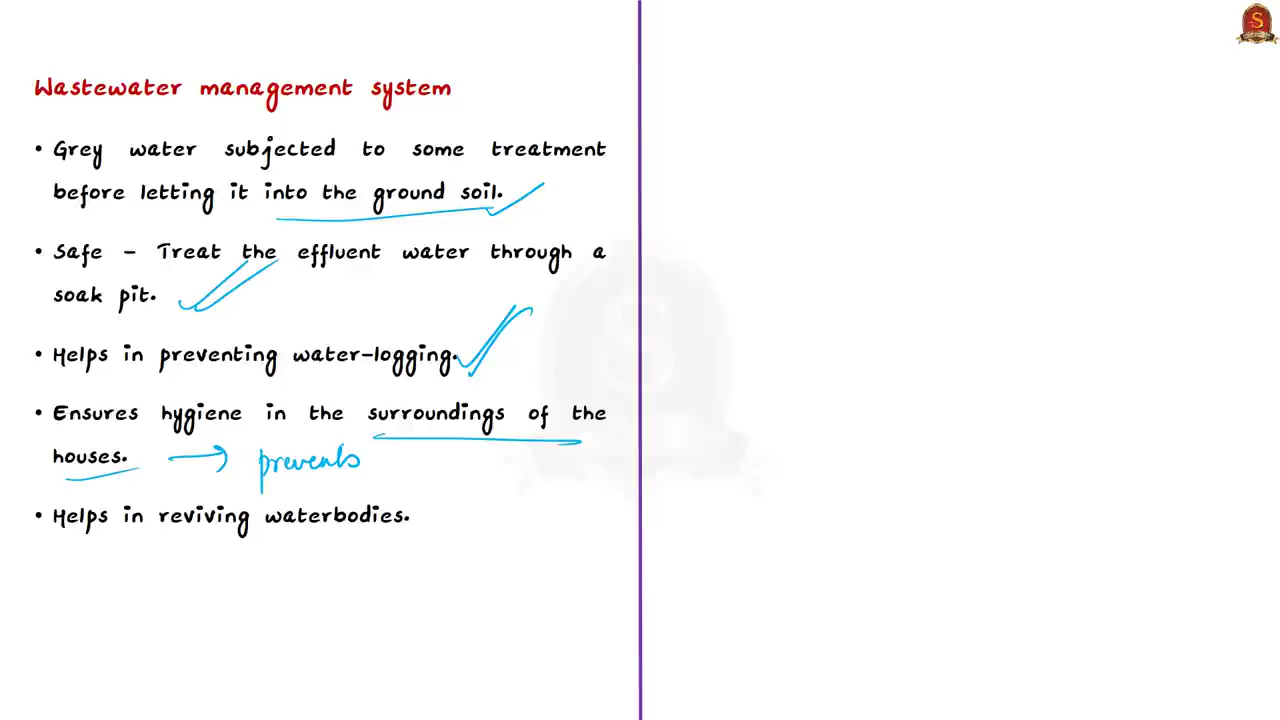 Wastewater management system
• Grey water subjected to some treatment
before letting it into the ground soil.
• Safe – Treat the effluent water through a
soak pit.
• Helps in preventing water-logging.
• Ensures hygiene in the surroundings of the
houses. → prevents
• Helps in reviving waterbodies.